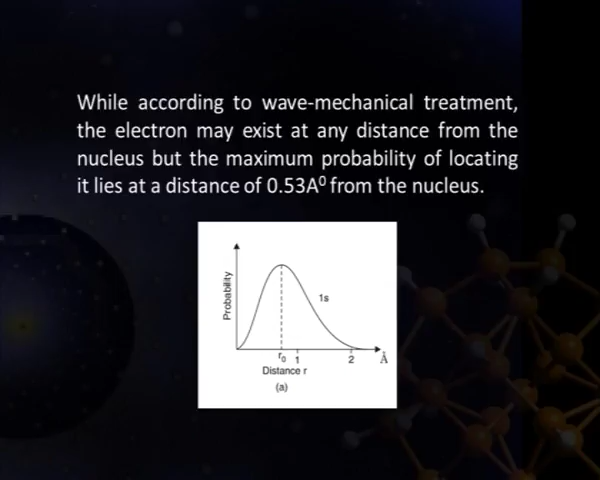 While according to wave-mechanical treatment,
the electron may exist at any distance from the
nucleus but the maximum probability of locating
it lies at a distance of 0.53A⁰ from the nucleus.
Probability
1s
r₀ 1 2 Å
Distance r
(a)